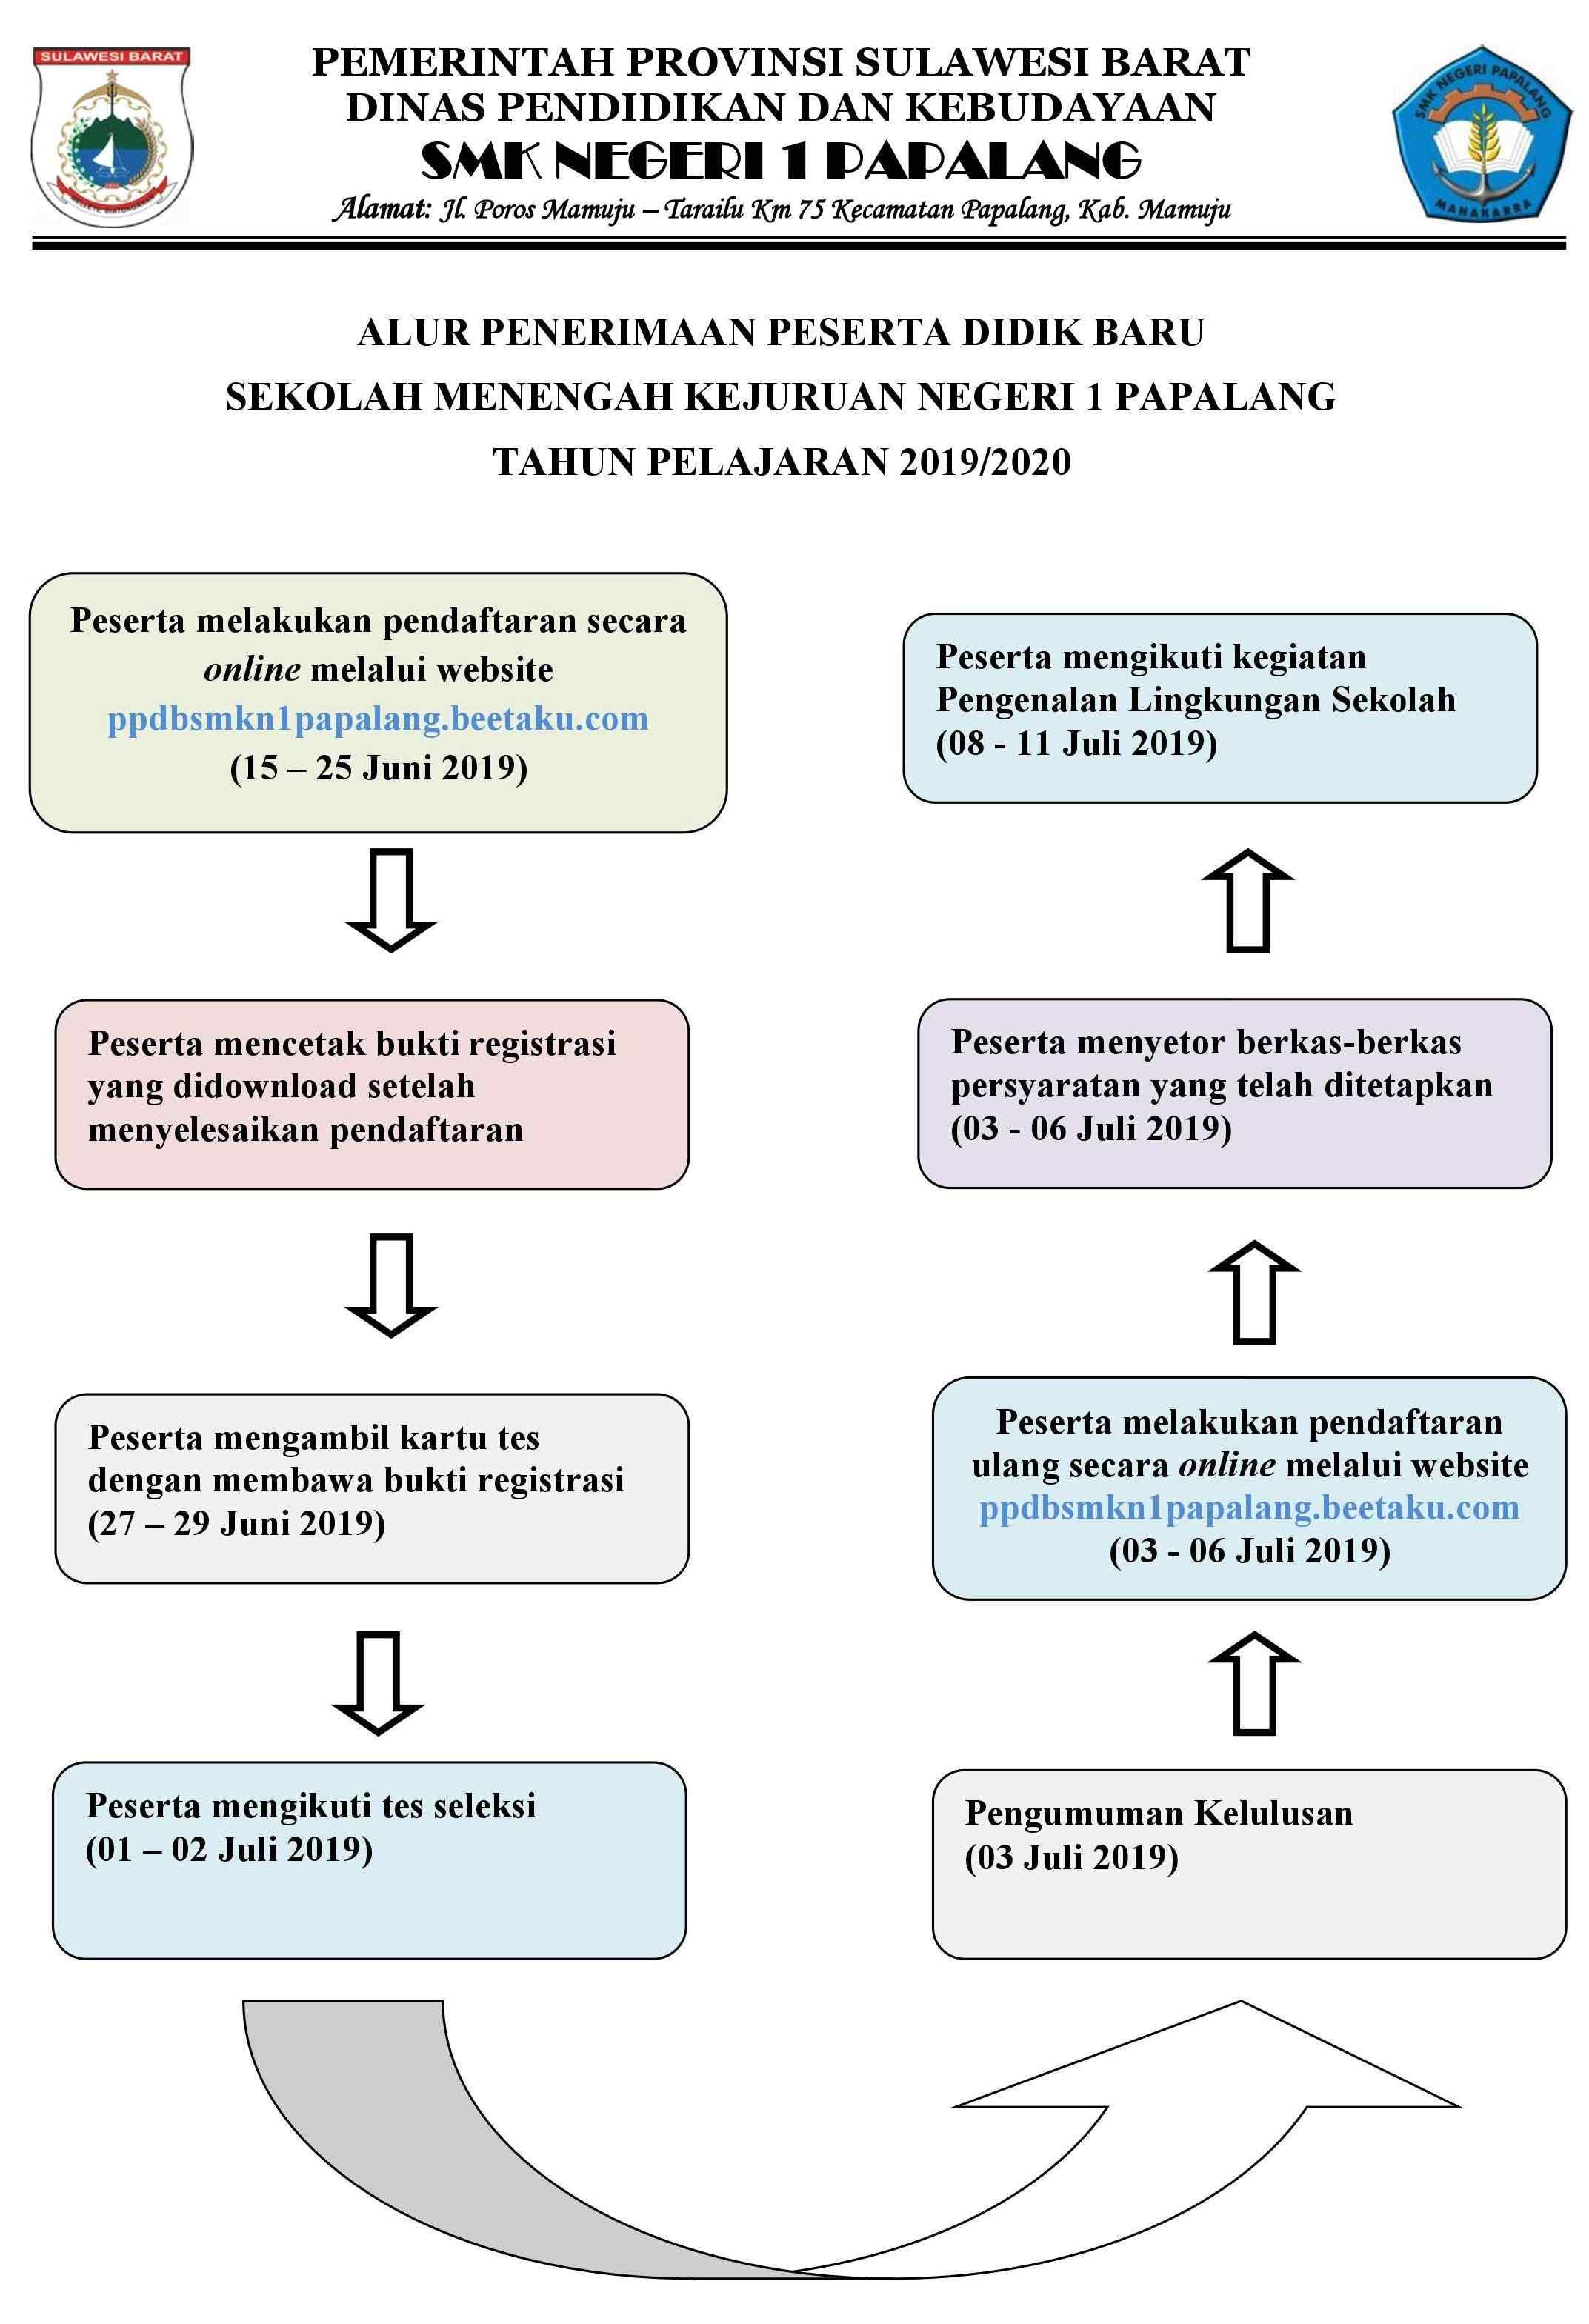 SULAWESI BARAT
PEMERINTAH PROVINSI SULAWESI BARAT
DINAS PENDIDIKAN DAN KEBUDAYAAN
SMK NEGERI 1 PAPALANG
Alamat: Jl. Poros Mamuju – Tarailu Km 75 Kecamatan Papalang, Kab. Mamuju
SMK NEGERI PAPALANG
MANAKARRA
ALUR PENERIMAAN PESERTA DIDIK BARU
SEKOLAH MENENGAH KEJURUAN NEGERI 1 PAPALANG
TAHUN PELAJARAN 2019/2020
Peserta melakukan pendaftaran secara
online melalui website
ppdbsmkn1papalang.beetaku.com
(15 – 25 Juni 2019)
Peserta mencetak bukti registrasi
yang didownload setelah
menyelesaikan pendaftaran
Peserta mengambil kartu tes
dengan membawa bukti registrasi
(27 – 29 Juni 2019)
Peserta mengikuti tes seleksi
(01 – 02 Juli 2019)
Pengumuman Kelulusan
(03 Juli 2019)
Peserta melakukan pendaftaran
ulang secara online melalui website
ppdbsmkn1papalang.beetaku.com
(03 - 06 Juli 2019)
Peserta menyetor berkas-berkas
persyaratan yang telah ditetapkan
(03 - 06 Juli 2019)
Peserta mengikuti kegiatan
Pengenalan Lingkungan Sekolah
(08 - 11 Juli 2019)